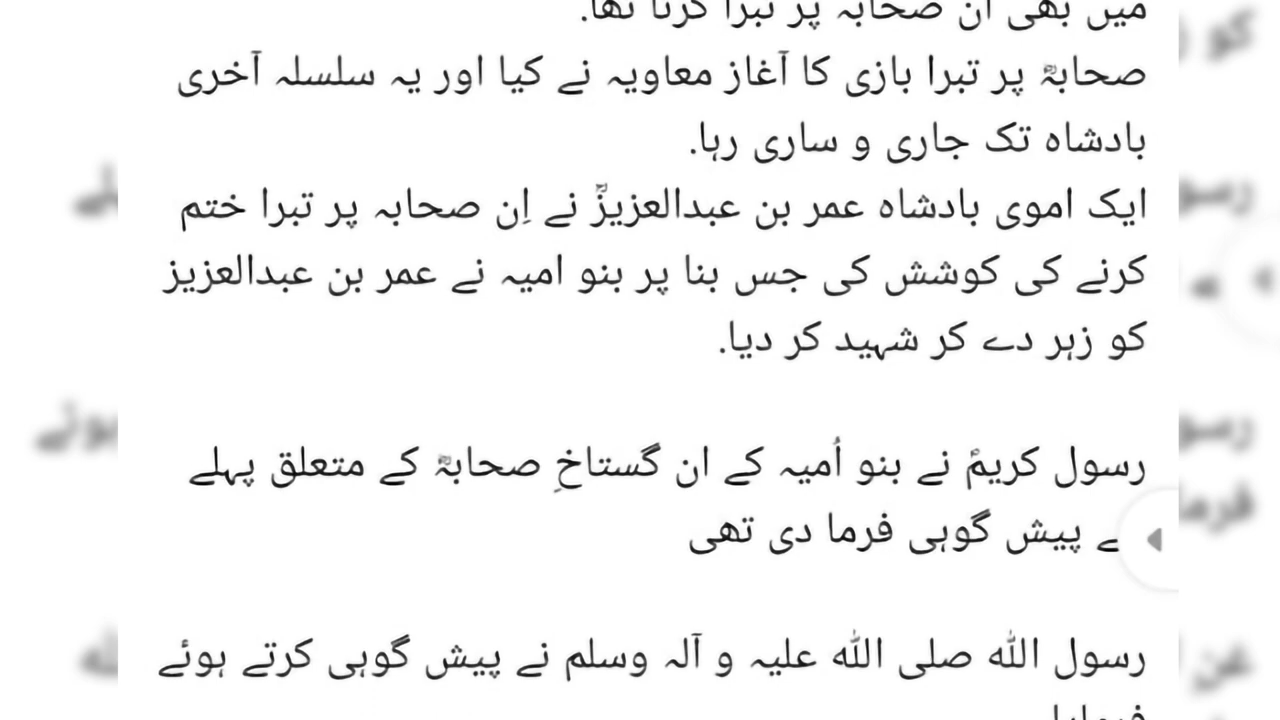 میں بھی ان صحابہ پر تبرا کرتا تھا.
صحابہؓ پر تبرا بازی کا آغاز معاویہ نے کیا اور یہ سلسلہ آخری
بادشاہ تک جاری و ساری رہا.
ایک اموی بادشاہ عمر بن عبدالعزیزؒ نے اِن صحابہ پر تبرا ختم
کرنے کی کوشش کی جس بنا پر بنو امیہ نے عمر بن عبدالعزیز
کو زہر دے کر شہید کر دیا.
رسول کریمؐ نے بنو اُمیہ کے ان گستاخِ صحابہؓ کے متعلق پہلے
پیش گوہی فرما دی تھی
رسول اللہ صلی اللہ علیہ و آلہ وسلم نے پیش گوہی کرتے ہوئے